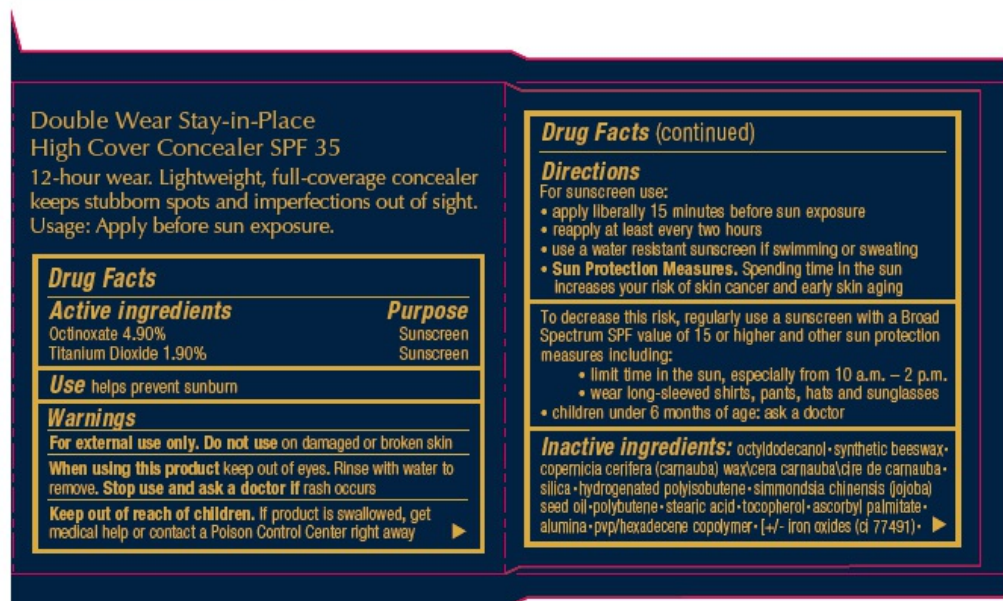 Double Wear Stay-in-Place
High Cover Concealer SPF 35
12-hour wear. Lightweight, full-coverage concealer
keeps stubborn spots and imperfections out of sight.
Usage: Apply before sun exposure.
Drug Facts
Active ingredients Purpose
Octinoxate 4.90% Sunscreen
Titanium Dioxide 1.90% Sunscreen
Use helps prevent sunburn
Warnings
For external use only. Do not use on damaged or broken skin
When using this product keep out of eyes. Rinse with water to
remove. Stop use and ask a doctor if rash occurs
Keep out of reach of children. If product is swallowed, get
medical help or contact a Poison Control Center right away ▶
Drug Facts (continued)
Directions
For sunscreen use:
• apply liberally 15 minutes before sun exposure
• reapply at least every two hours
• use a water resistant sunscreen if swimming or sweating
• Sun Protection Measures. Spending time in the sun
increases your risk of skin cancer and early skin aging
To decrease this risk, regularly use a sunscreen with a Broad
Spectrum SPF value of 15 or higher and other sun protection
measures including:
• limit time in the sun, especially from 10 a.m. – 2 p.m.
• wear long-sleeved shirts, pants, hats and sunglasses
• children under 6 months of age: ask a doctor
Inactive ingredients: octyldodecanol • synthetic beeswax •
copernicia cerifera (carnauba) wax\cera carnauba\cire de carnauba •
silica • hydrogenated polyisobutene • simmondsia chinensis (jojoba)
seed oil • polybutene • stearic acid • tocopherol • ascorbyl palmitate •
alumina • pvp/hexadecene copolymer • [+/- iron oxides (ci 77491) • ▶